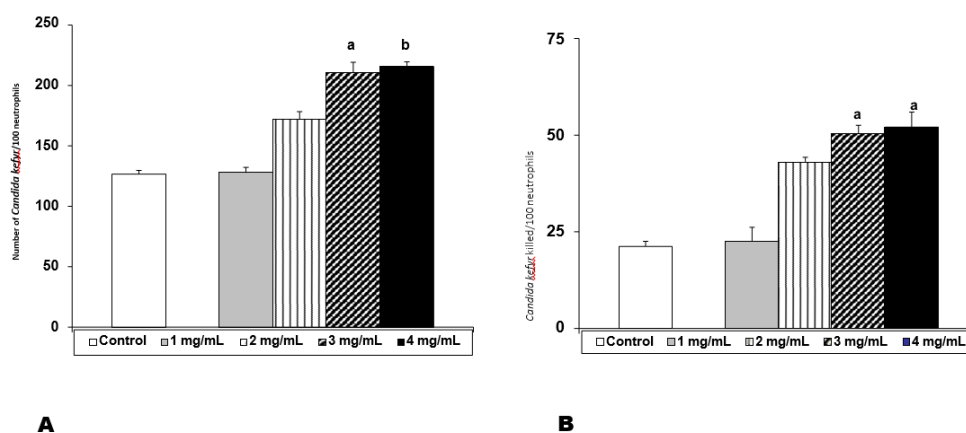 250
200
150
100
50
0
Number of Candida kefyr/100 neutrophils
a b
Control 1 mg/mL 2 mg/mL 3 mg/mL 4 mg/mL
A
75
50
25
0
Candida kefyr killed/100 neutrophils
a a
Control 1 mg/mL 2 mg/mL 3 mg/mL 4 mg/mL
B